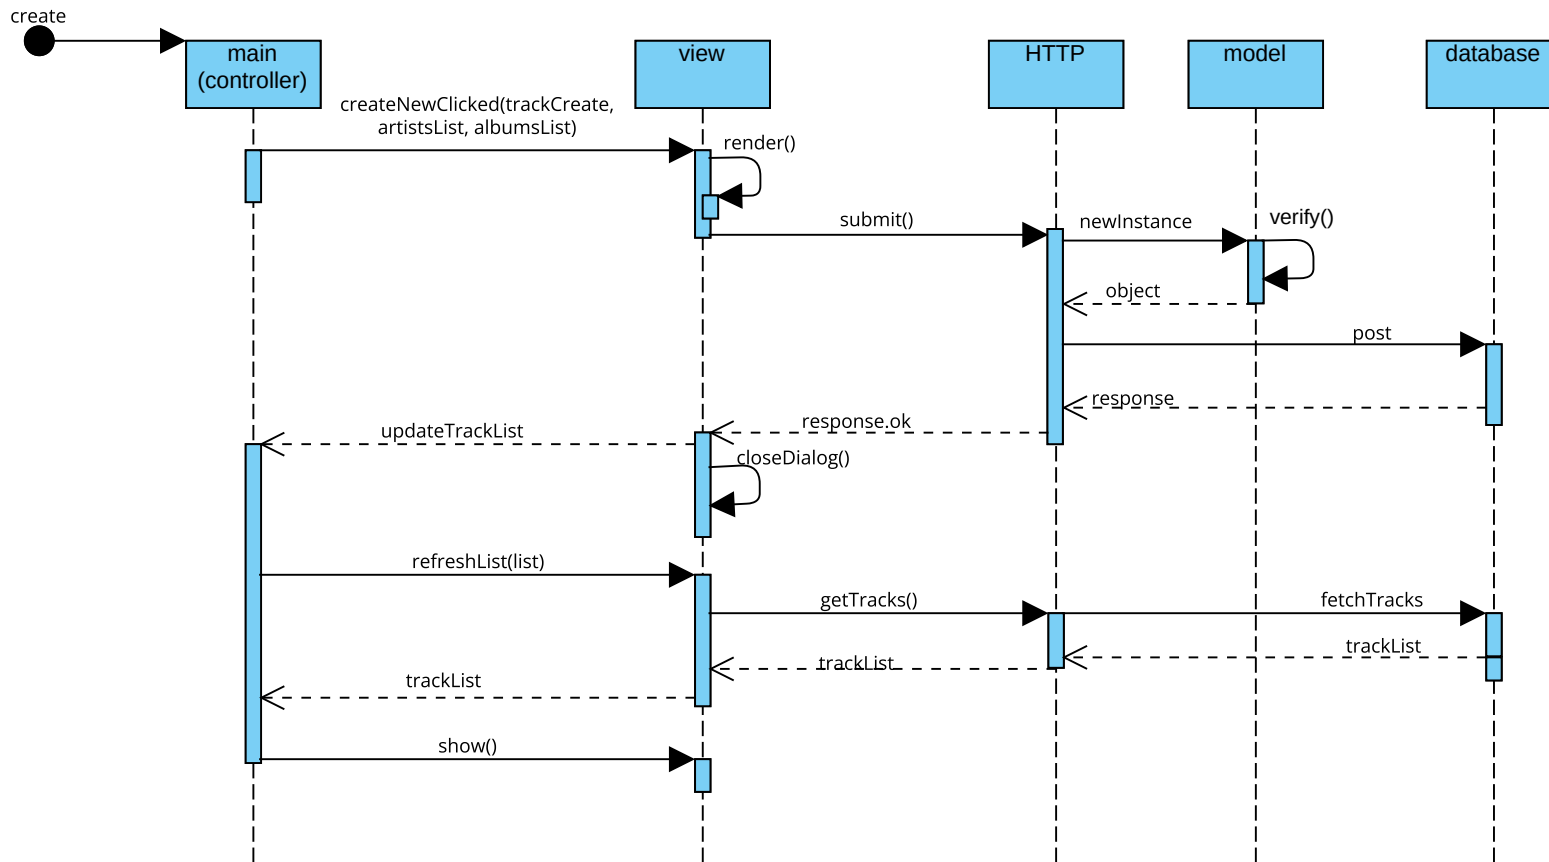 create
main
(controller)
view
HTTP
model
database
createNewClicked(trackCreate,
artistsList, albumsList)
render()
submit()
newInstance
verify()
object
post
response
response.ok
updateTrackList
closeDialog()
refreshList(list)
getTracks()
fetchTracks
trackList
trackList
trackList
show()